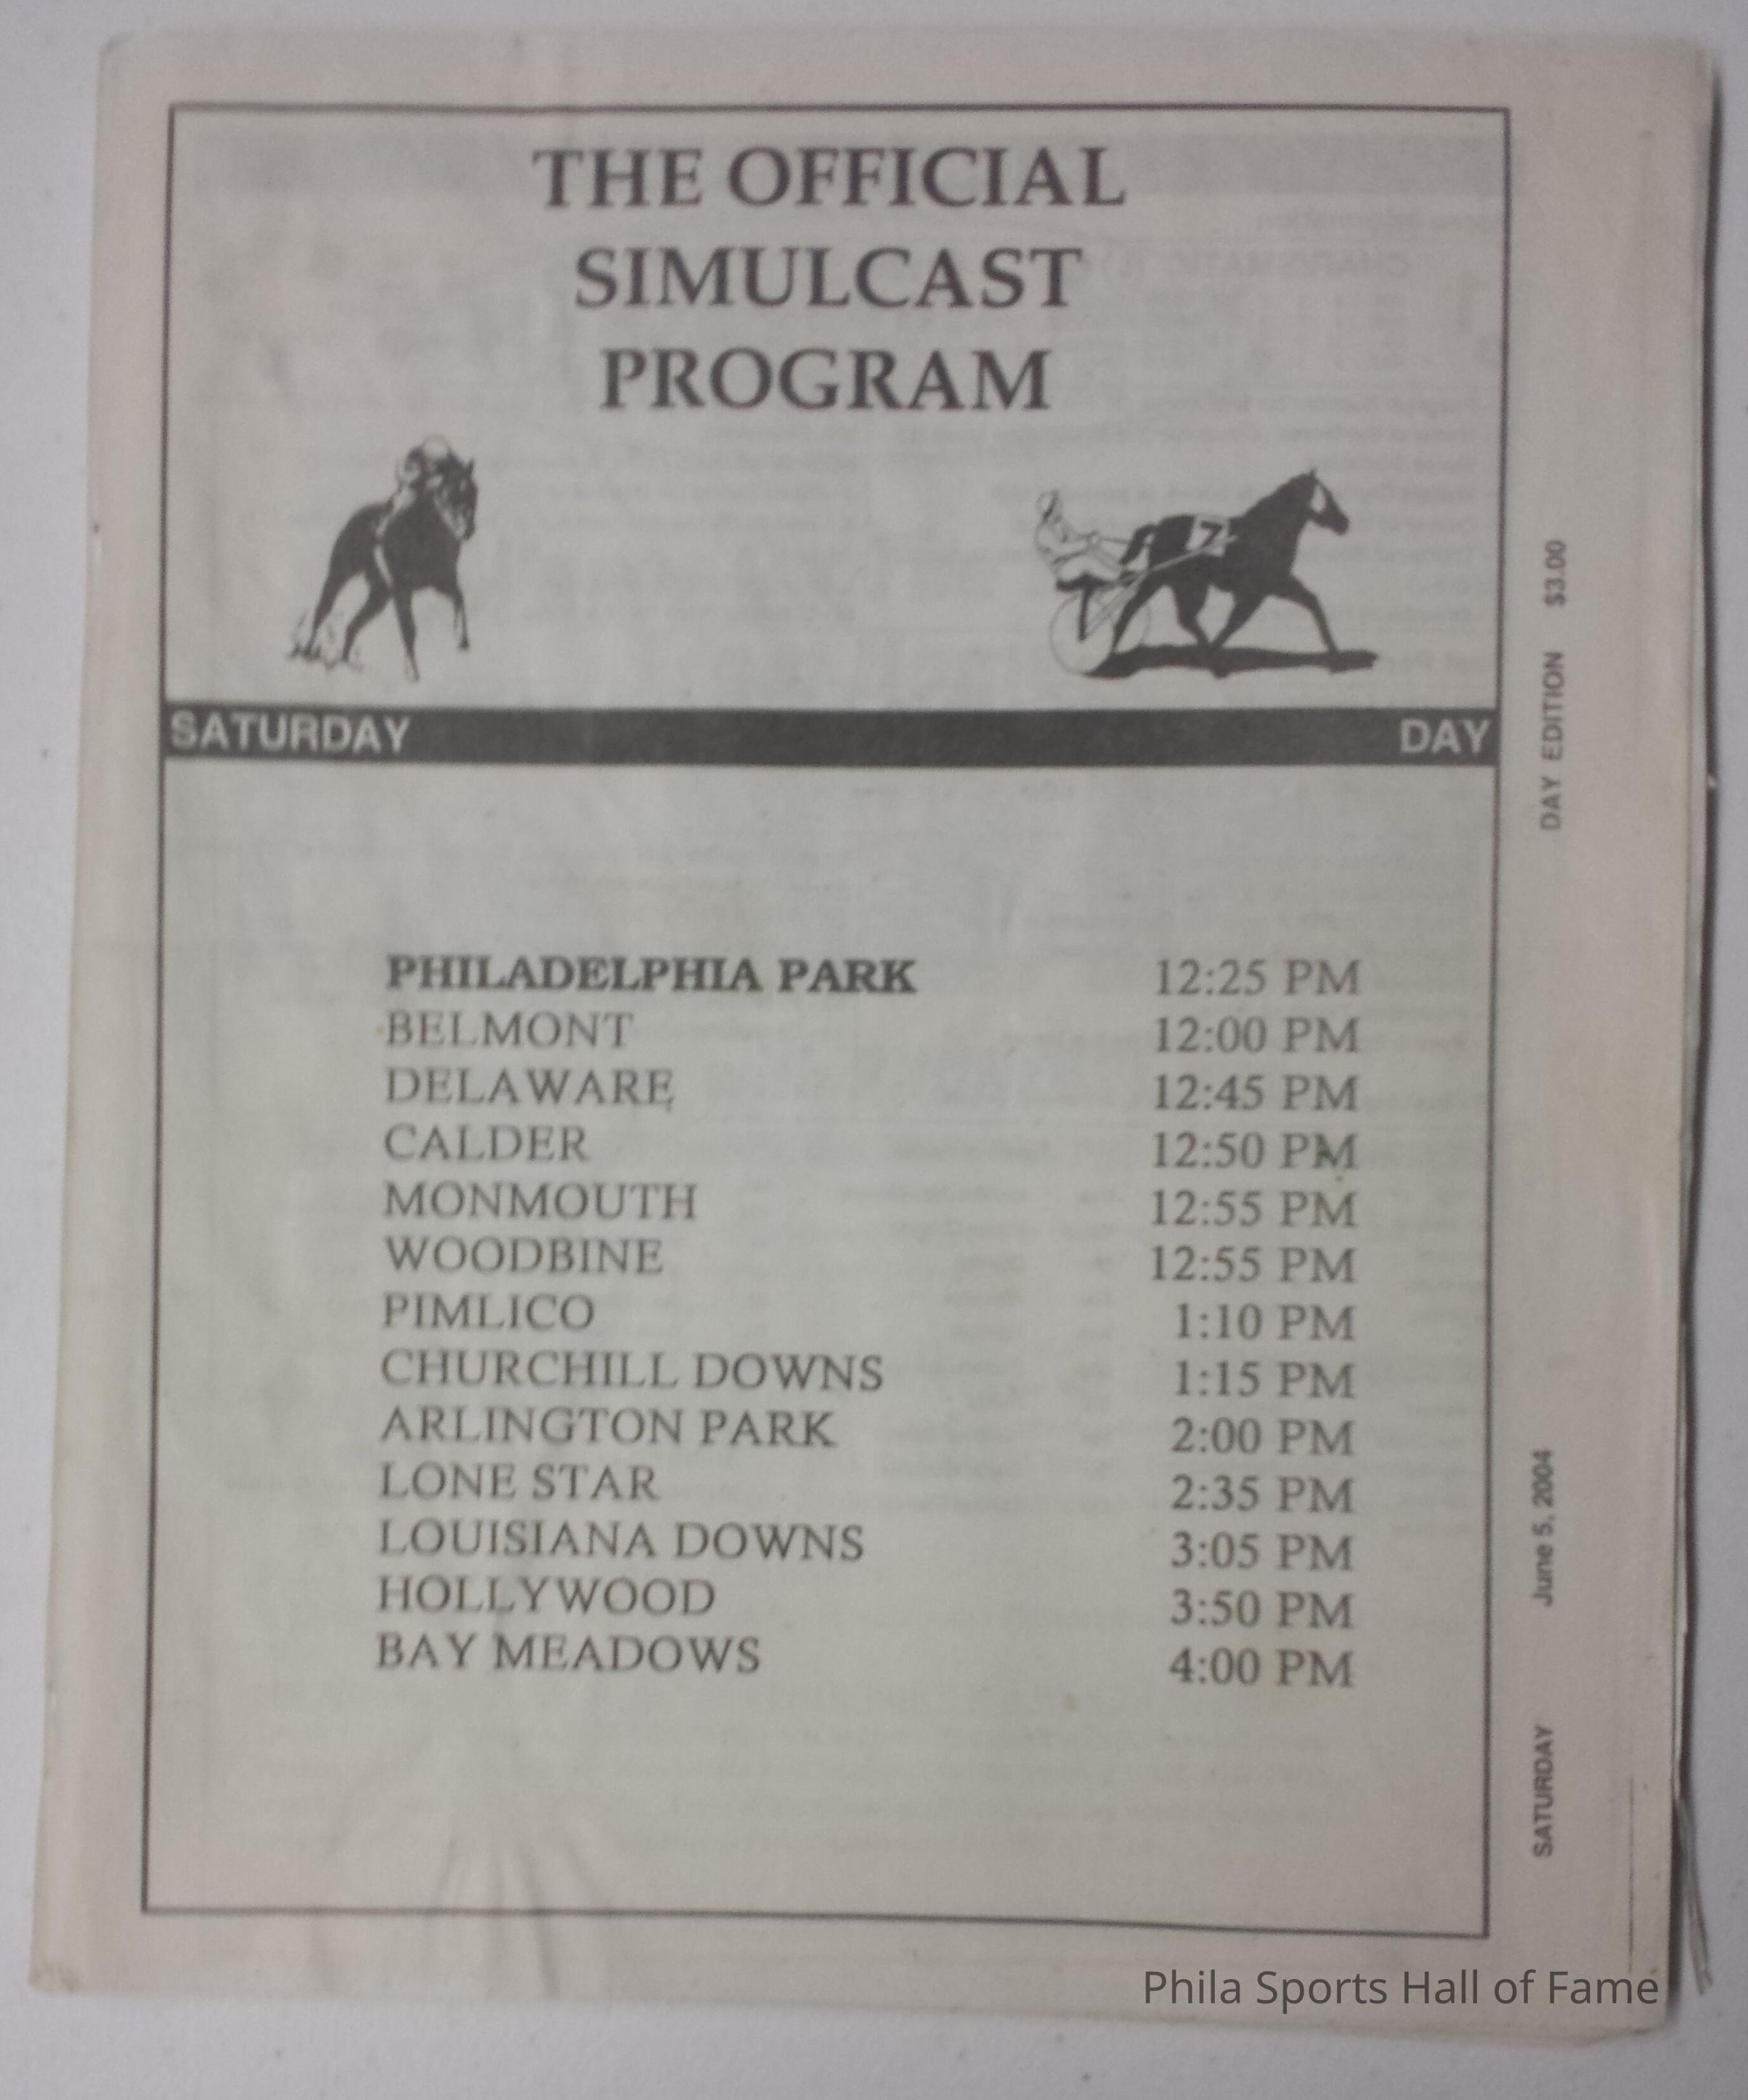 THE OFFICIAL
SIMULCAST
PROGRAM
7
SATURDAY DAY
PHILADELPHIA PARK 12:25 PM
BELMONT 12:00 PM
DELAWARE 12:45 PM
CALDER 12:50 PM
MONMOUTH 12:55 PM
WOODBINE 12:55 PM
PIMLICO 1:10 PM
CHURCHILL DOWNS 1:15 PM
ARLINGTON PARK 2:00 PM
LONE STAR 2:35 PM
LOUISIANA DOWNS 3:05 PM
HOLLYWOOD 3:50 PM
BAY MEADOWS 4:00 PM
SATURDAY June 5, 2004 DAY EDITION $3.00
Phila Sports Hall of Fame